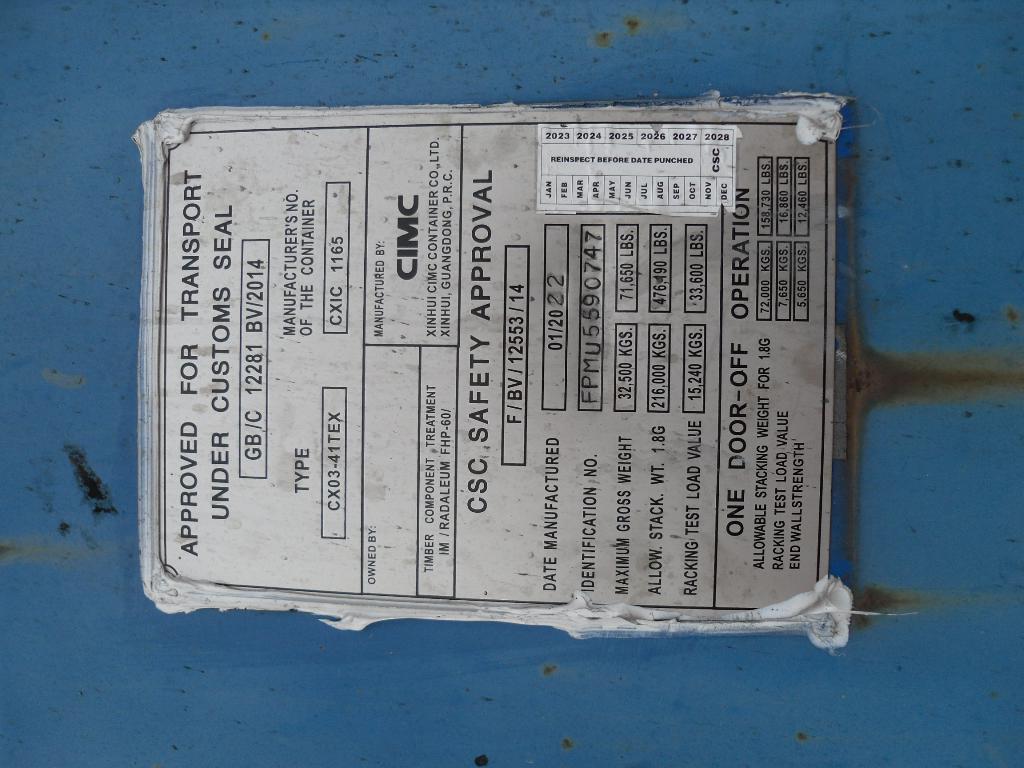 APPROVED FOR TRANSPORT
UNDER CUSTOMS SEAL
GB/C 12281 BV/2014
TYPE
MANUFACTURER'S NO.
OF THE CONTAINER
CX03-41TEX
CXIC 1165
OWNED BY:
MANUFACTURED BY:
CIMC
XINHUI CIMC CONTAINER CO., LTD.
XINHUI, GUANGDONG, P.R.C.
TIMBER COMPONENT TREATMENT
IM / RADALEUM FHP-60/
CSC SAFETY APPROVAL
F/BV/12553/14
DATE MANUFACTURED 01/2022
IDENTIFICATION NO. FPMU5590747
MAXIMUM GROSS WEIGHT 32,500 KGS. 71,650 LBS.
ALLOW. STACK. WT. 1.8G 216,000 KGS. 476,190 LBS.
RACKING TEST LOAD VALUE 15,240 KGS. 33,600 LBS.
2023 2024 2025 2026 2027 2028
REINSPECT BEFORE DATE PUNCHED CSC
JAN FEB MAR APR MAY JUN JUL AUG SEP OCT NOV DEC
ONE DOOR-OFF OPERATION
ALLOWABLE STACKING WEIGHT FOR 1.8G 72,000 KGS. 158,730 LBS.
RACKING TEST LOAD VALUE 7,650 KGS. 16,860 LBS.
END WALLSTRENGTH 5,650 KGS. 12,460 LBS.